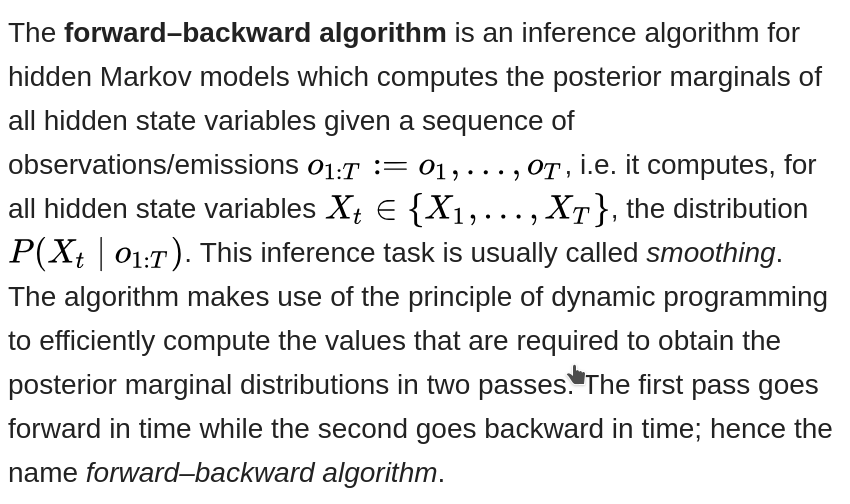 The forward–backward algorithm is an inference algorithm for
hidden Markov models which computes the posterior marginals of
all hidden state variables given a sequence of
observations/emissions o_{1:T} := o_1, . . . , o_T, i.e. it computes, for
all hidden state variables X_t ∈ {X_1, . . . , X_T}, the distribution
P(X_t | o_{1:T}). This inference task is usually called smoothing.
The algorithm makes use of the principle of dynamic programming
to efficiently compute the values that are required to obtain the
posterior marginal distributions in two passes. The first pass goes
forward in time while the second goes backward in time; hence the
name forward–backward algorithm.